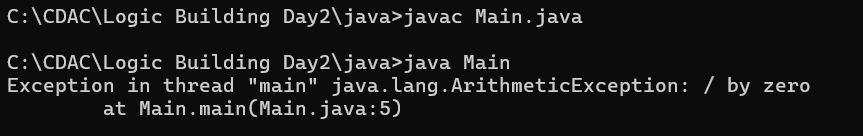 C:\CDAC\Logic Building Day2\java>javac Main.java
C:\CDAC\Logic Building Day2\java>java Main
Exception in thread "main" java.lang.ArithmeticException: / by zero
        at Main.main(Main.java:5)